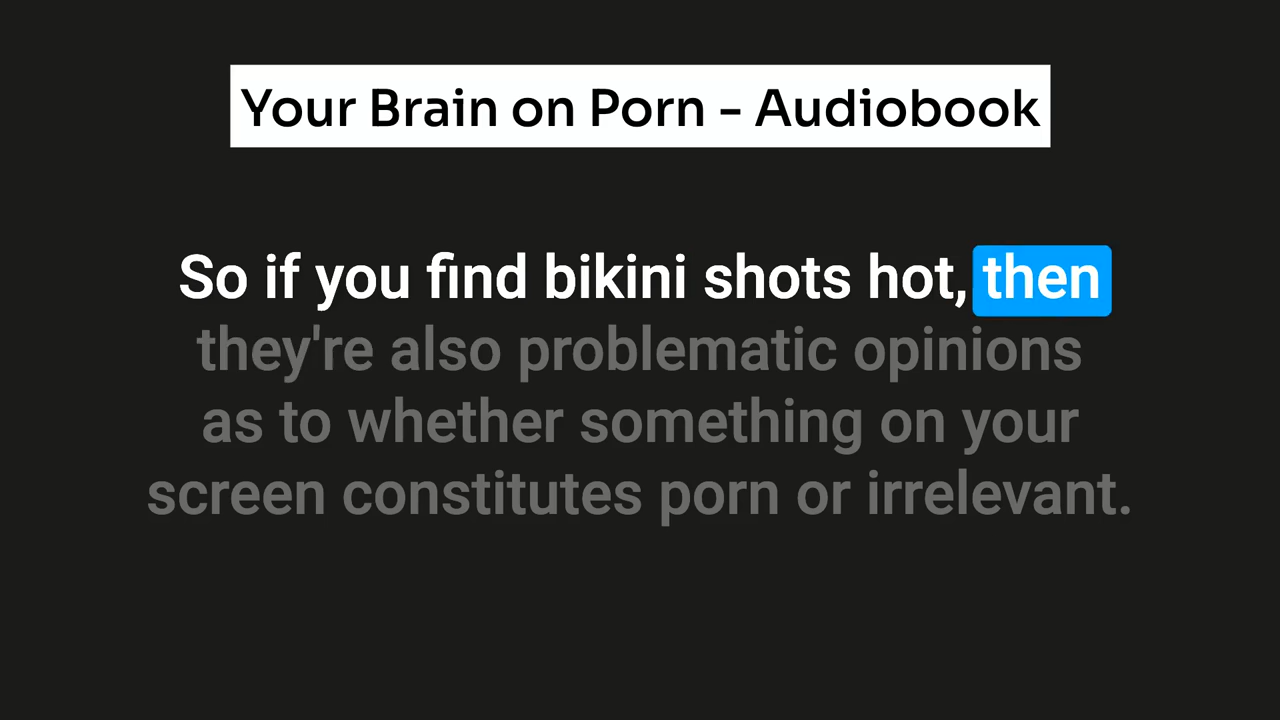 Your Brain on Porn - Audiobook
So if you find bikini shots hot, then
they're also problematic opinions
as to whether something on your
screen constitutes porn or irrelevant.